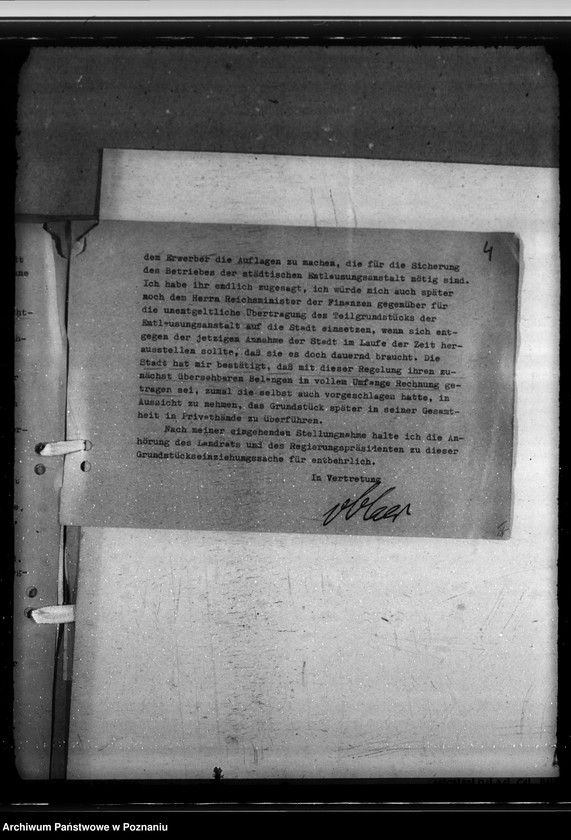 4
dem Erwerber die Auflagen zu machen, die für die Sicherung
des Betriebes der städtischen Entlausungsanstalt nötig sind.
Ich habe ihr endlich zugesagt, ich würde mich auch später
noch dem Herrn Reichsminister der Finanzen gegenüber für
die unentgeltliche Übertragung des Teilgrundstücks der
Entlausungsanstalt auf die Stadt einsetzen, wenn sich ent-
gegen der jetzigen Annahme der Stadt im Laufe der Zeit her-
ausstellen sollte, daß sie es doch dauernd braucht. Die
Stadt hat mir bestätigt, daß mit dieser Regelung ihren zu-
nächst übersehbaren Belangen in vollem Umfange Rechnung ge-
tragen sei, zumal sie selbst auch vorgeschlagen hatte, in
Aussicht zu nehmen, das Grundstück später in seiner Gesamt-
heit in Privathände zu überführen.
Nach meiner eingehenden Stellungnahme halte ich die An-
hörung des Landrats und des Regierungspräsidenten zu dieser
Grundstückseinziehungssache für entbehrlich.
In Vertretung
Archiwum Państwowe w Poznaniu